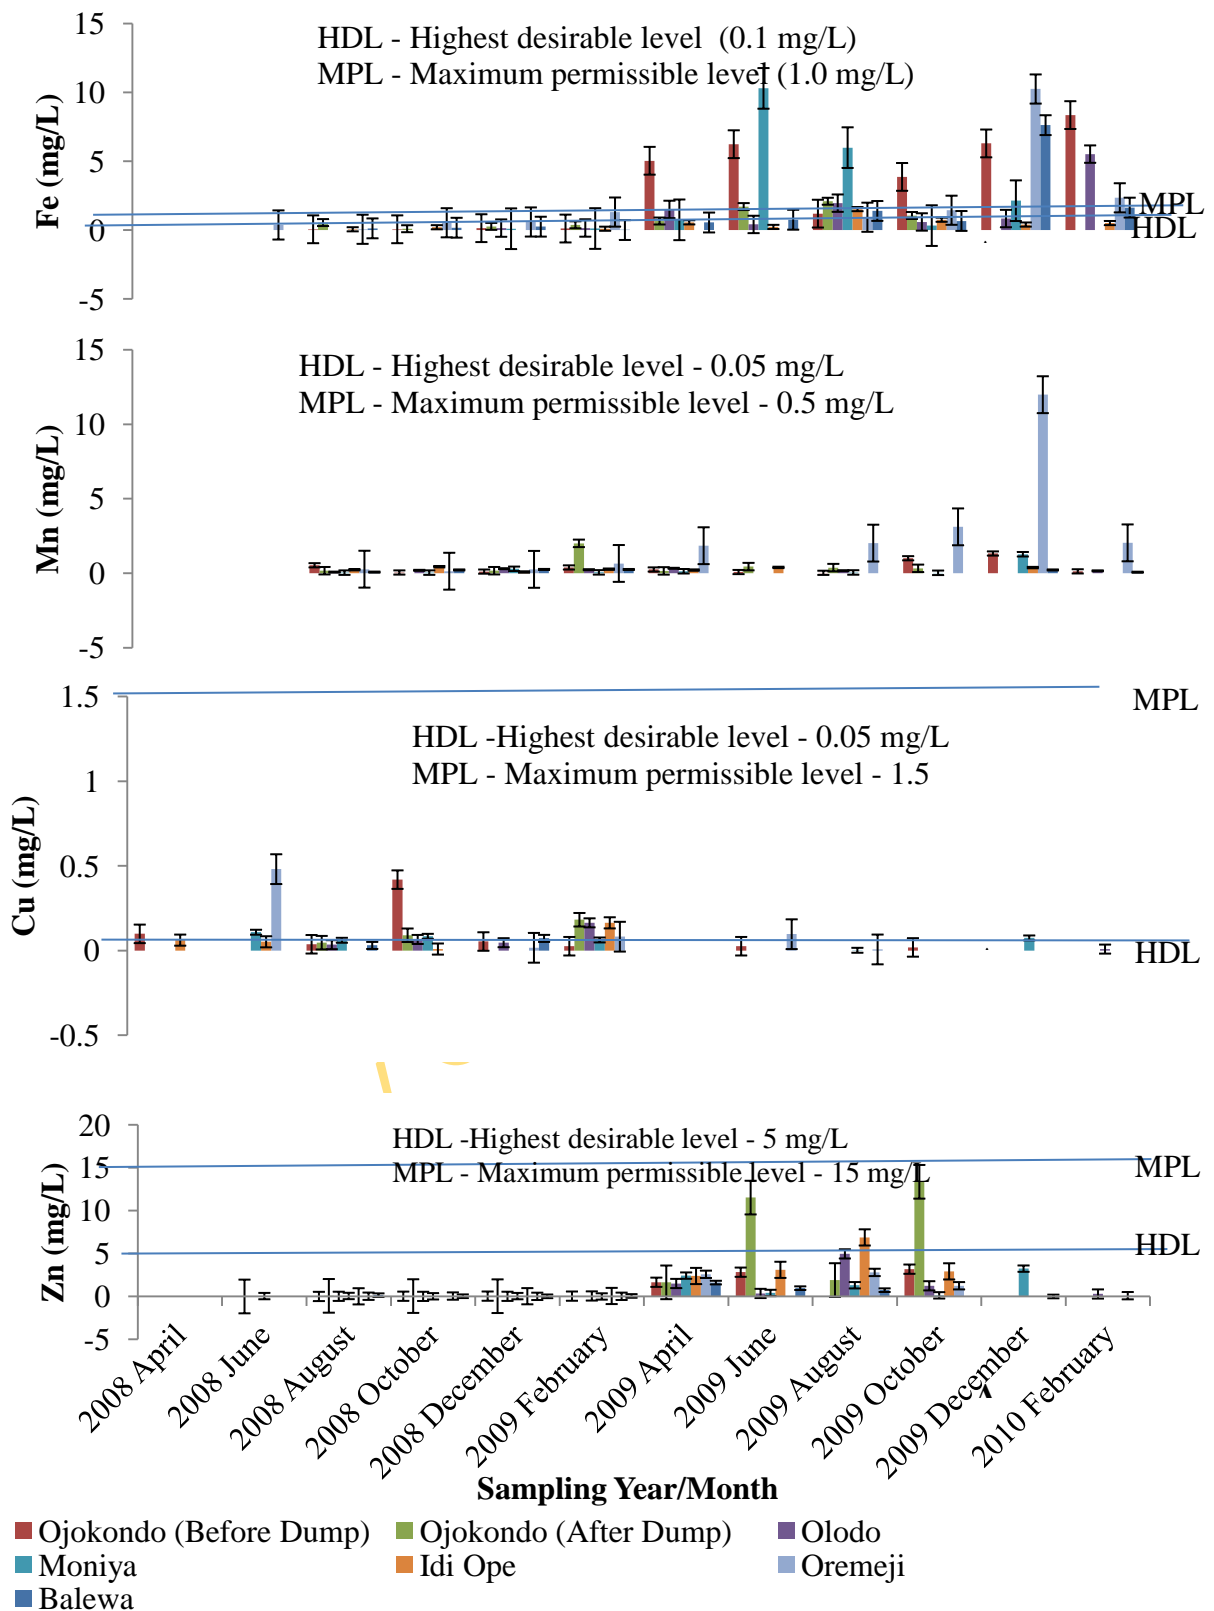 15
HDL - Highest desirable level  (0.1 mg/L)
MPL - Maximum permissible level (1.0 mg/L)
10
5
0
-5
Fe (mg/L)
MPL
HDL
15
HDL - Highest desirable level - 0.05 mg/L
MPL - Maximum permissible level - 0.5 mg/L
10
5
0
-5
Mn (mg/L)
1.5
MPL
HDL -Highest desirable level - 0.05 mg/L
MPL - Maximum permissible level - 1.5
1
0.5
0
-0.5
Cu (mg/L)
HDL
20
HDL -Highest desirable level - 5 mg/L
MPL - Maximum permissible level - 15 mg/L
15
10
5
0
-5
Zn (mg/L)
MPL
HDL
2008 April
2008 June
2008 August
2008 October
2008 December
2009 February
2009 April
2009 June
2009 August
2009 October
2009 December
2010 February
Sampling Year/Month
Ojokondo (Before Dump) Ojokondo (After Dump) Olodo
Moniya Idi Ope Oremeji
Balewa